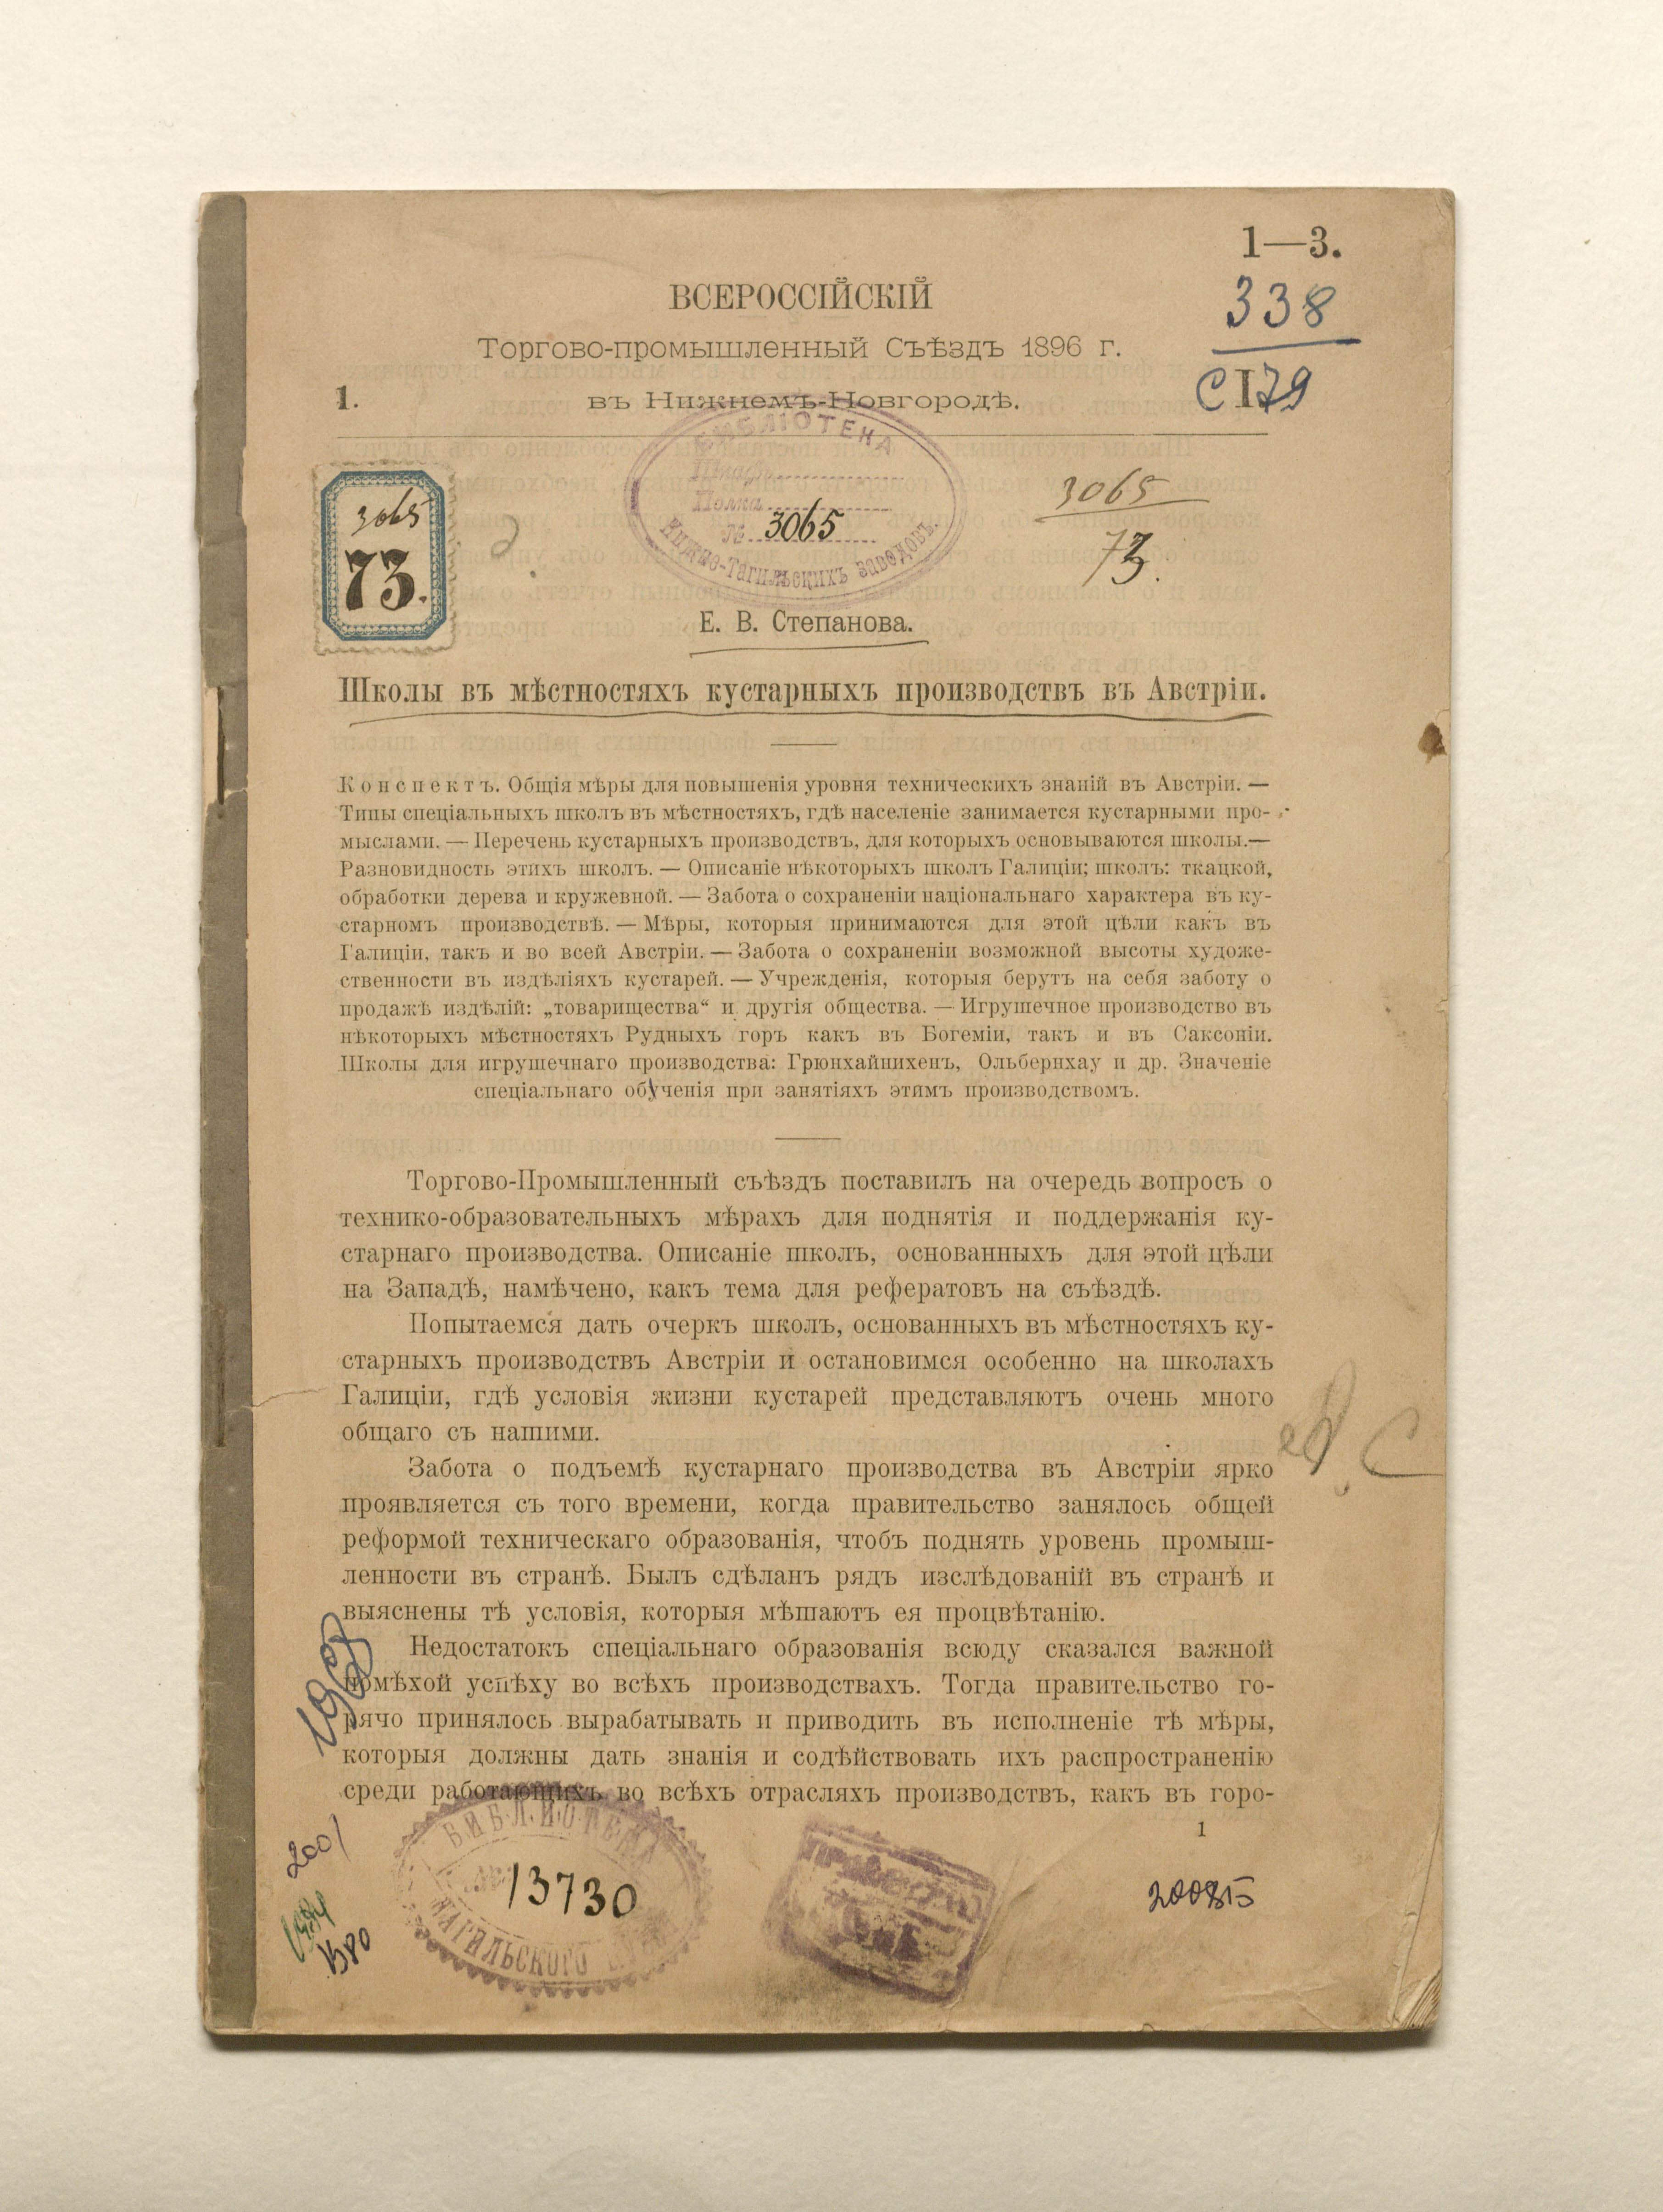 1—3.
ВСЕРОССІЙСКІЙ
338
Торгово-промышленный Съѣздъ 1896 г.
1.
въ Нижнемъ-Новгородѣ.
С I 79
БИБЛІОТЕКА
Шкафъ
Полка
№ 3065
Нижно-Тагильскихъ заводовъ.
3065
73.
3065
73.
Е. В. Степанова.
Школы въ мѣстностяхъ кустарныхъ производствъ въ Австріи.
Конспектъ. Общія мѣры для повышенія уровня техническихъ знаній въ Австріи. —
Типы спеціальныхъ школъ въ мѣстностяхъ, гдѣ населеніе занимается кустарными про-
мыслами. — Перечень кустарныхъ производствъ, для которыхъ основываются школы.—
Разновидность этихъ школъ. — Описаніе нѣкоторыхъ школъ Галиціи; школъ: ткацкой,
обработки дерева и кружевной. — Забота о сохраненіи національнаго характера въ ку-
старномъ производствѣ. — Мѣры, которыя принимаются для этой цѣли какъ въ
Галиціи, такъ и во всей Австріи. — Забота о сохраненіи возможной высоты художе-
ственности въ издѣліяхъ кустарей. — Учрежденія, которыя берутъ на себя заботу о
продажѣ издѣлій: „товарищества“ и другія общества. — Игрушечное производство въ
нѣкоторыхъ мѣстностяхъ Рудныхъ горъ какъ въ Богеміи, такъ и въ Саксоніи.
Школы для игрушечнаго производства: Грюнхайнихенъ, Ольбернхау и др. Значеніе
спеціальнаго обученія при занятіяхъ этимъ производствомъ.
Торгово-Промышленный съѣздъ поставилъ на очередь вопросъ о
технико-образовательныхъ мѣрахъ для поднятія и поддержанія ку-
старнаго производства. Описаніе школъ, основанныхъ для этой цѣли
на Западѣ, намѣчено, какъ тема для рефератовъ на съѣздѣ.
Попытаемся дать очеркъ школъ, основанныхъ въ мѣстностяхъ ку-
старныхъ производствъ Австріи и остановимся особенно на школахъ
Галиціи, гдѣ условія жизни кустарей представляютъ очень много
общаго съ нашими.
Забота о подъемѣ кустарнаго производства въ Австріи ярко
проявляется съ того времени, когда правительство занялось общей
реформой техническаго образованія, чтобъ поднять уровень промыш-
ленности въ странѣ. Былъ сдѣланъ рядъ изслѣдованій въ странѣ и
выяснены тѣ условія, которыя мѣшаютъ ея процвѣтанію.
Недостатокъ спеціальнаго образованія всюду сказался важной
помѣхой успѣху во всѣхъ производствахъ. Тогда правительство го-
рячо принялось вырабатывать и приводить въ исполненіе тѣ мѣры,
которыя должны дать знанія и содѣйствовать ихъ распространенію
среди работающихъ во всѣхъ отрасляхъ производствъ, какъ въ горо-
1
БИБЛИОТЕКА
13730
ТАГИЛЬСКОГО
2001